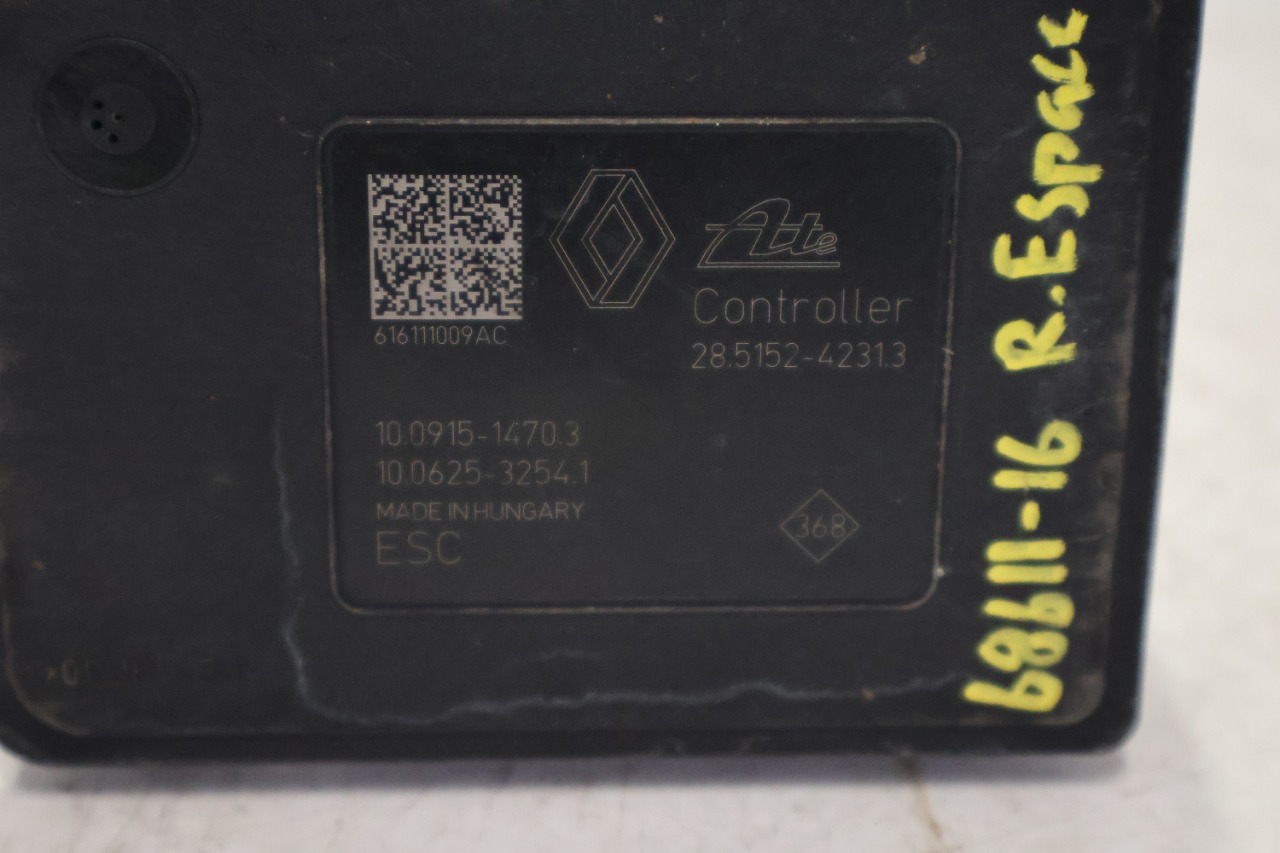 Ate
Controller
28.5152-4231.3
616111009AC
10.0915-1470.3
10.0625-3254.1
MADE IN HUNGARY
ESC
368
68611-16 R.Espace